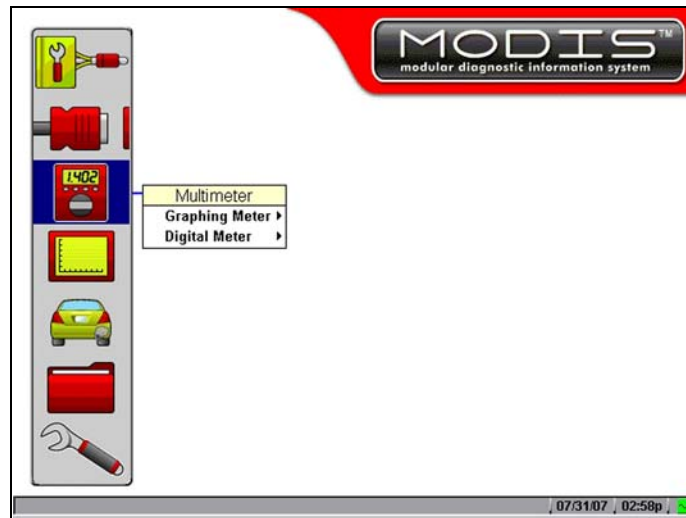 MODIS™
modular diagnostic information system
1.402
Multimeter
Graphing Meter
Digital Meter
07/31/07 02:58p